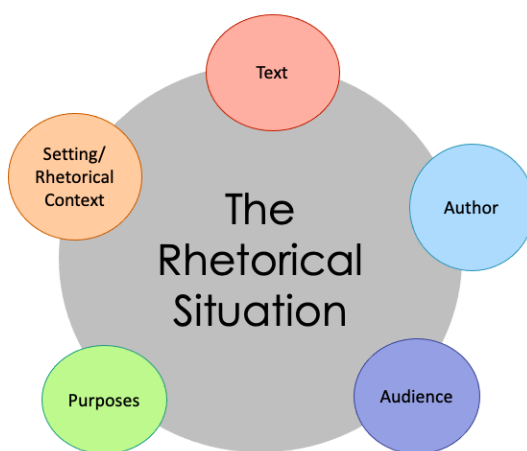 Text
Setting/
Rhetorical
Context
Author
The
Rhetorical
Situation
Purposes
Audience